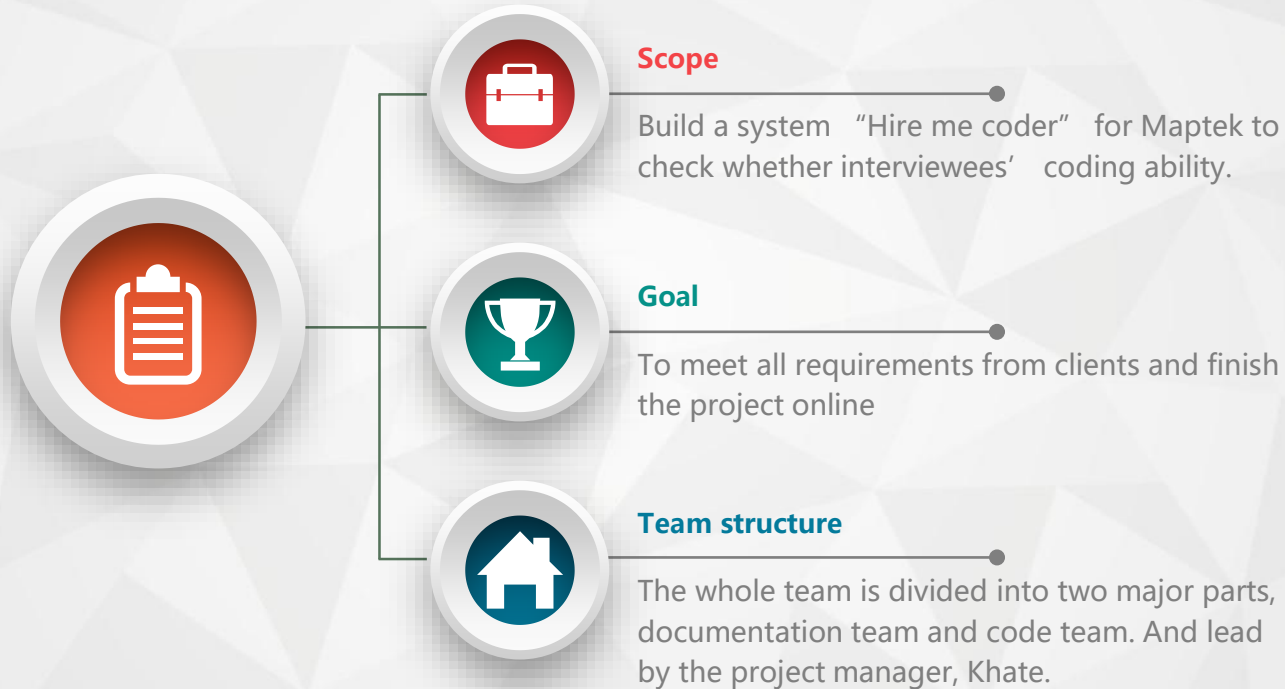 Scope
Build a system “Hire me coder” for Maptek to
check whether interviewees’ coding ability.
Goal
To meet all requirements from clients and finish
the project online
Team structure
The whole team is divided into two major parts,
documentation team and code team. And lead
by the project manager, Khate.